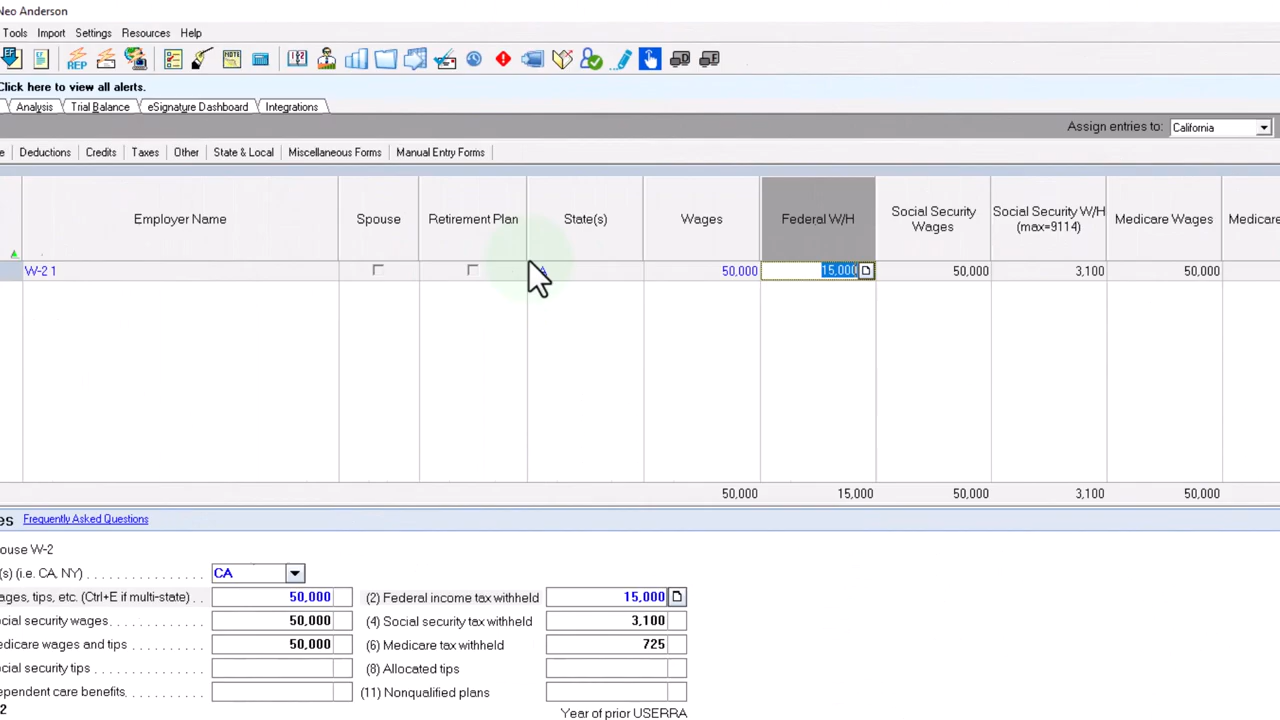 Neo Anderson
Tools Import Settings Resources Help
REP NOTE
Click here to view all alerts.
Analysis Trial Balance eSignature Dashboard Integrations
Assign entries to: California
e Deductions Credits Taxes Other State & Local Miscellaneous Forms Manual Entry Forms
Employer Name Spouse Retirement Plan State(s) Wages Federal W/H Social Security Wages Social Security W/H (max=9114) Medicare Wages Medicare
W-2 1 50,000 15,000 50,000 3,100 50,000
50,000 15,000 50,000 3,100 50,000
es Frequently Asked Questions
pouse W-2
(s) (i.e. CA, NY) CA
ages, tips, etc. (Ctrl+E if multi-state) . . 50,000 (2) Federal income tax withheld 15,000
ocial security wages. 50,000 (4) Social security tax withheld 3,100
edicare wages and tips 50,000 (6) Medicare tax withheld 725
ocial security tips (8) Allocated tips
ependent care benefits. (11) Nonqualified plans
2 Year of prior USERRA